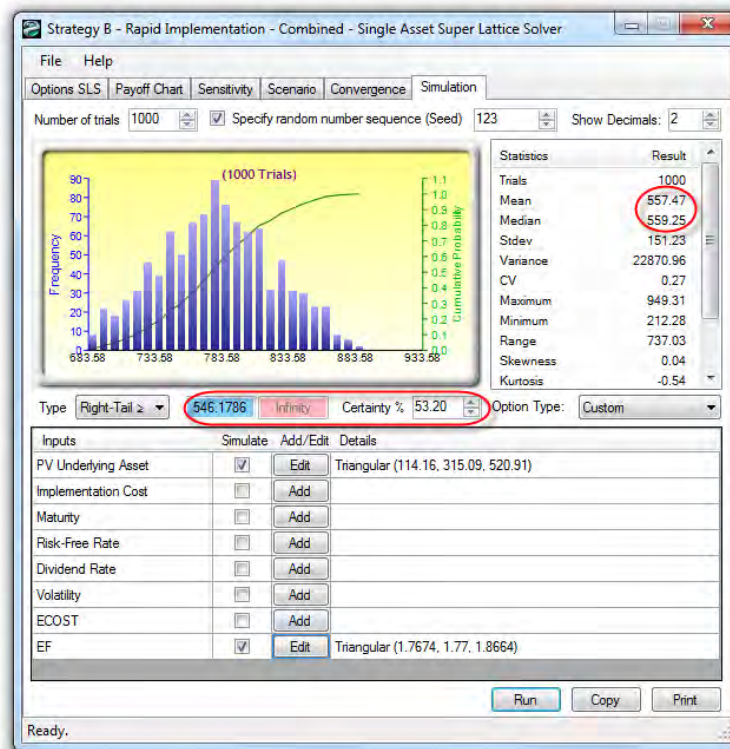 Strategy B - Rapid Implementation - Combined - Single Asset Super Lattice Solver
File Help
Options SLS Payoff Chart Sensitivity Scenario Convergence Simulation
Number of trials 1000 Specify random number sequence (Seed) 123 Show Decimals: 2
(1000 Trials)
Frequency
90
80
70
60
50
40
30
20
10
0
683.58 733.58 783.58 833.58 883.58 933.58
1.1
1.0
0.9
0.8
0.7
0.6
0.5
0.4
0.3
0.2
0.1
0.0
Cumulative Probability
Statistics Result
Trials 1000
Mean 557.47
Median 559.25
Stdev 151.23
Variance 22870.96
CV 0.27
Maximum 949.31
Minimum 212.28
Range 737.03
Skewness 0.04
Kurtosis -0.54
Type Right-Tail ≥ 546.1786 Infinity Certainty % 53.20 Option Type: Custom
Inputs Simulate Add/Edit Details
PV Underlying Asset Edit Triangular (114.16, 315.09, 520.91)
Implementation Cost Add
Maturity Add
Risk-Free Rate Add
Dividend Rate Add
Volatility Add
ECOST Add
EF Edit Triangular (1.7674, 1.77, 1.8664)
Run Copy Print
Ready.